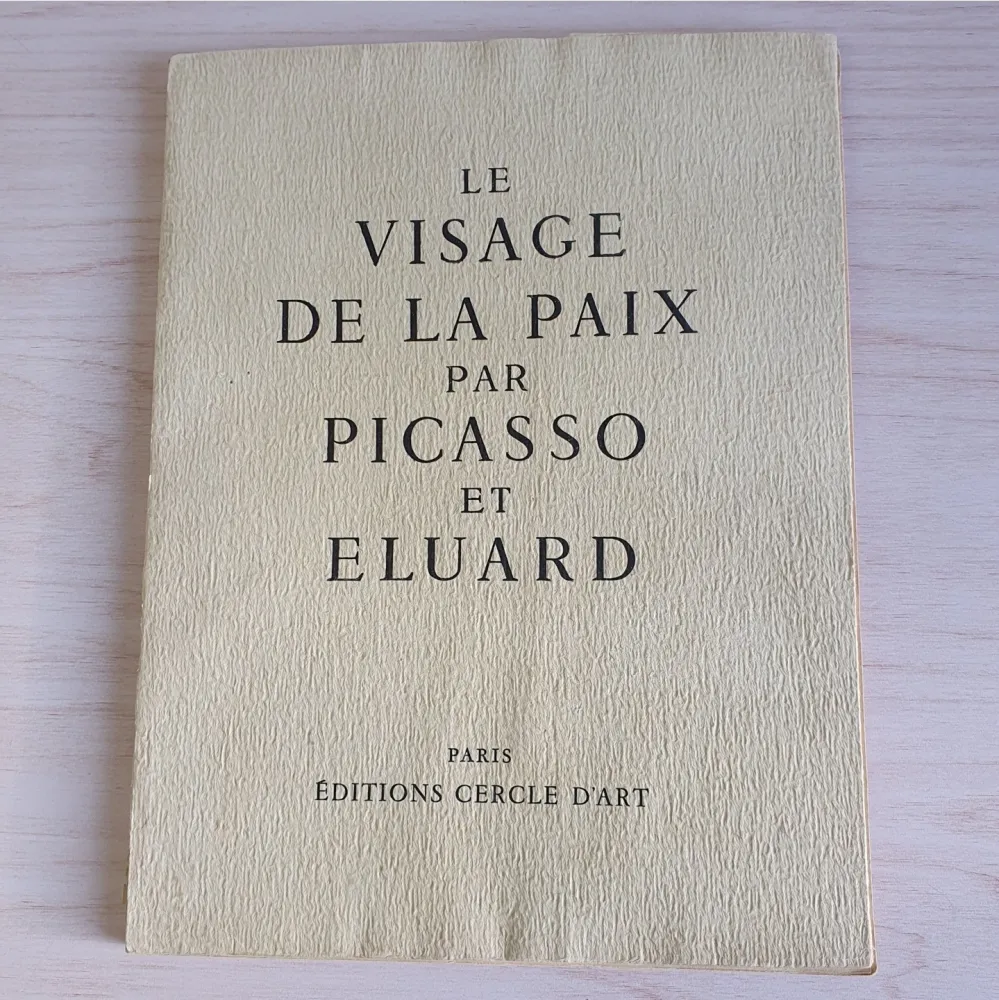 LE
VISAGE
DE LA PAIX
PAR
PICASSO
ET
ELUARD
PARIS
ÉDITIONS CERCLE D'ART